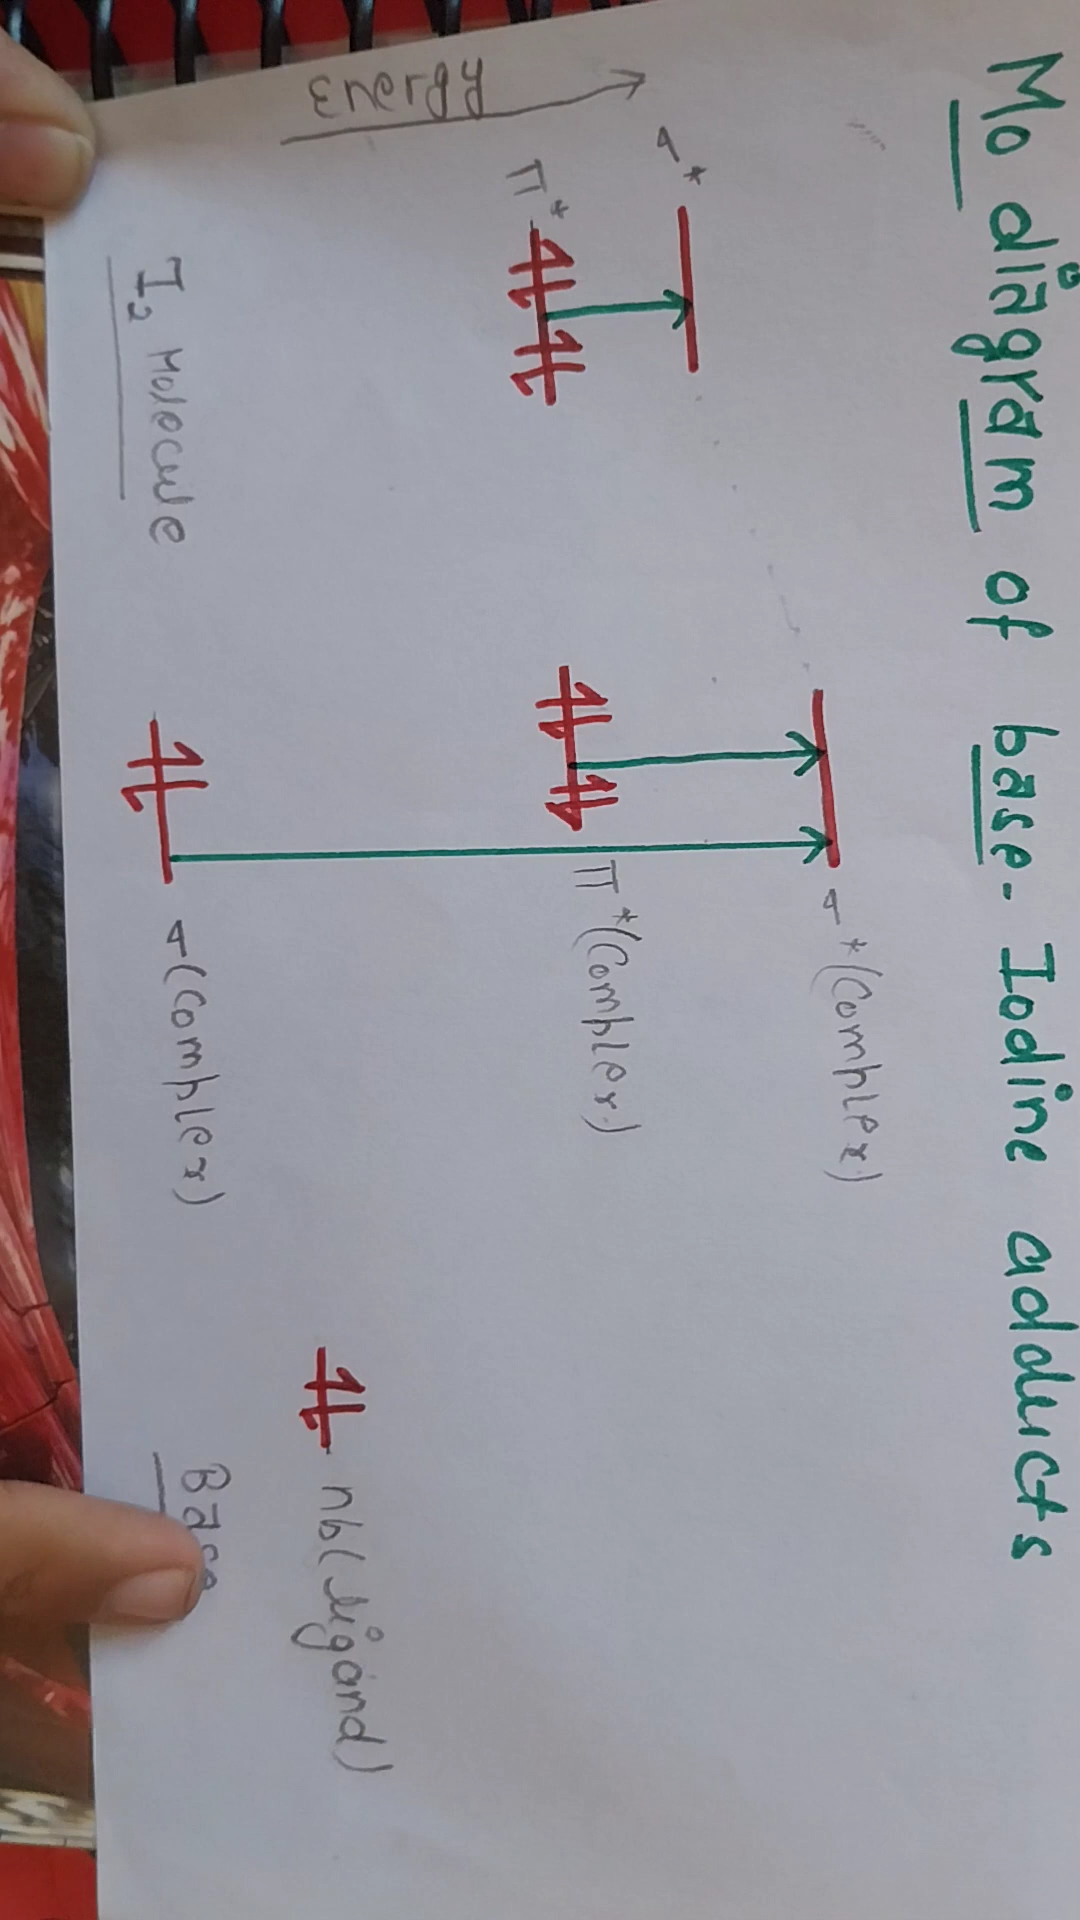 Mo diagram of base-Iodine adducts
Energy
σ*
σ*(Complex)
π*
π*(Complex)
nb(ligand)
σ(Complex)
I₂ Molecule
Base